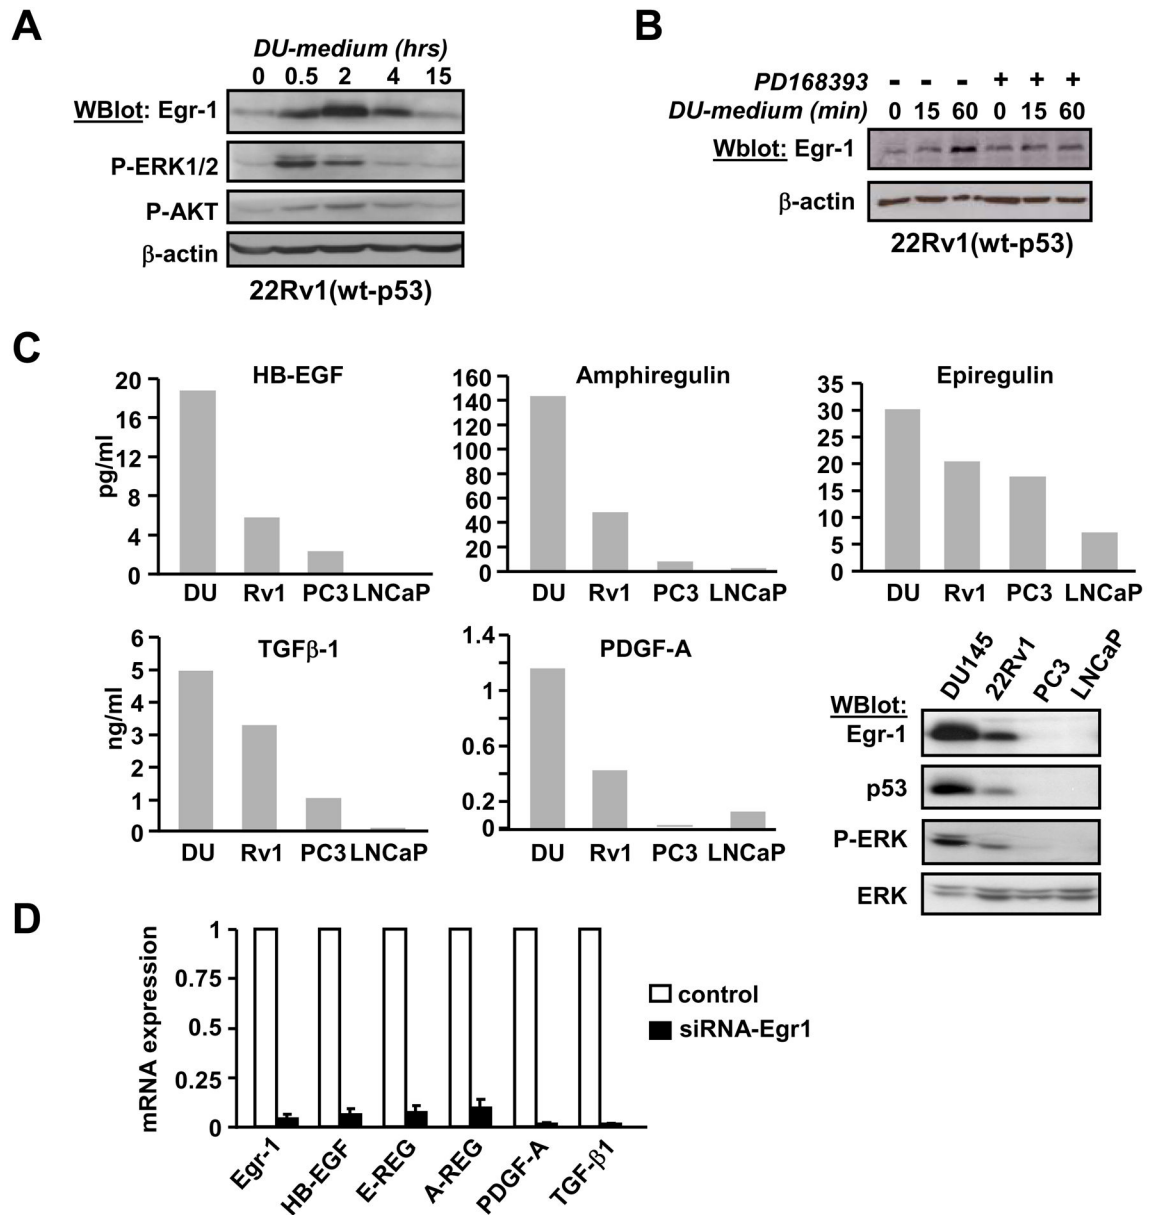 A
DU-medium (hrs)
0 0.5 2 4 15
WBlot: Egr-1
P-ERK1/2
P-AKT
β-actin
22Rv1(wt-p53)
B
PD168393 - - - + + +
DU-medium (min) 0 15 60 0 15 60
Wblot: Egr-1
β-actin
22Rv1(wt-p53)
C
HB-EGF
pg/ml
20
16
12
8
4
0
DU Rv1 PC3 LNCaP
Amphiregulin
160
140
120
100
80
60
40
20
0
DU Rv1 PC3 LNCaP
Epiregulin
35
30
25
20
15
10
5
0
DU Rv1 PC3 LNCaP
TGFβ-1
ng/ml
6
5
4
3
2
1
0
DU Rv1 PC3 LNCaP
PDGF-A
1.4
1
0.6
0.2
0
DU Rv1 PC3 LNCaP
DU145 22Rv1 PC3 LNCaP
WBlot:
Egr-1
p53
P-ERK
ERK
D
mRNA expression
1
0.75
0.5
0.25
0
Egr-1 HB-EGF E-REG A-REG PDGF-A TGF-β1
control
siRNA-Egr1